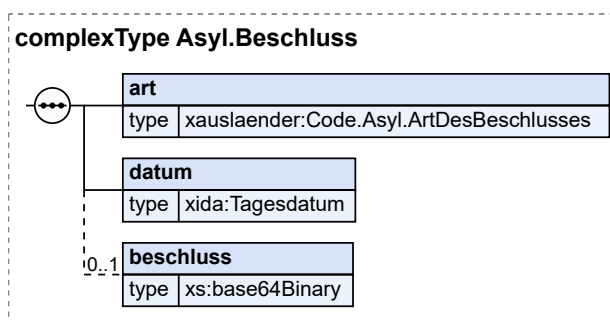 complexType Asyl.Beschluss
art
type xauslaender:Code.Asyl.ArtDesBeschlusses
datum
type xida:Tagesdatum
0..1
beschluss
type xs:base64Binary